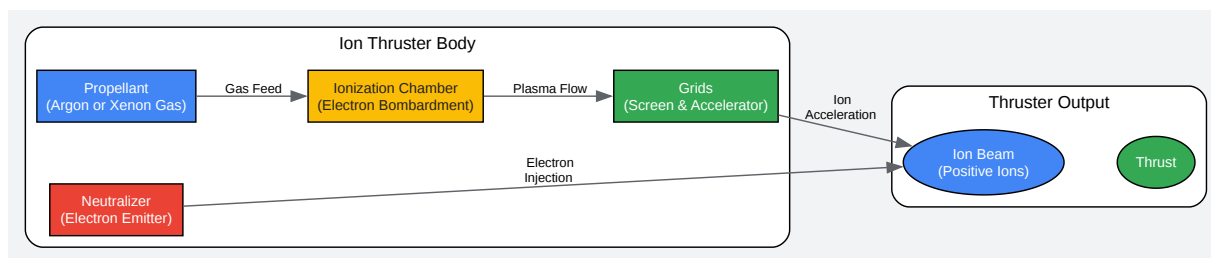 Ion Thruster Body
Propellant
(Argon or Xenon Gas)
Gas Feed
Ionization Chamber
(Electron Bombardment)
Plasma Flow
Grids
(Screen & Accelerator)
Ion
Acceleration
Thruster Output
Ion Beam
(Positive Ions)
Thrust
Electron
Injection
Neutralizer
(Electron Emitter)